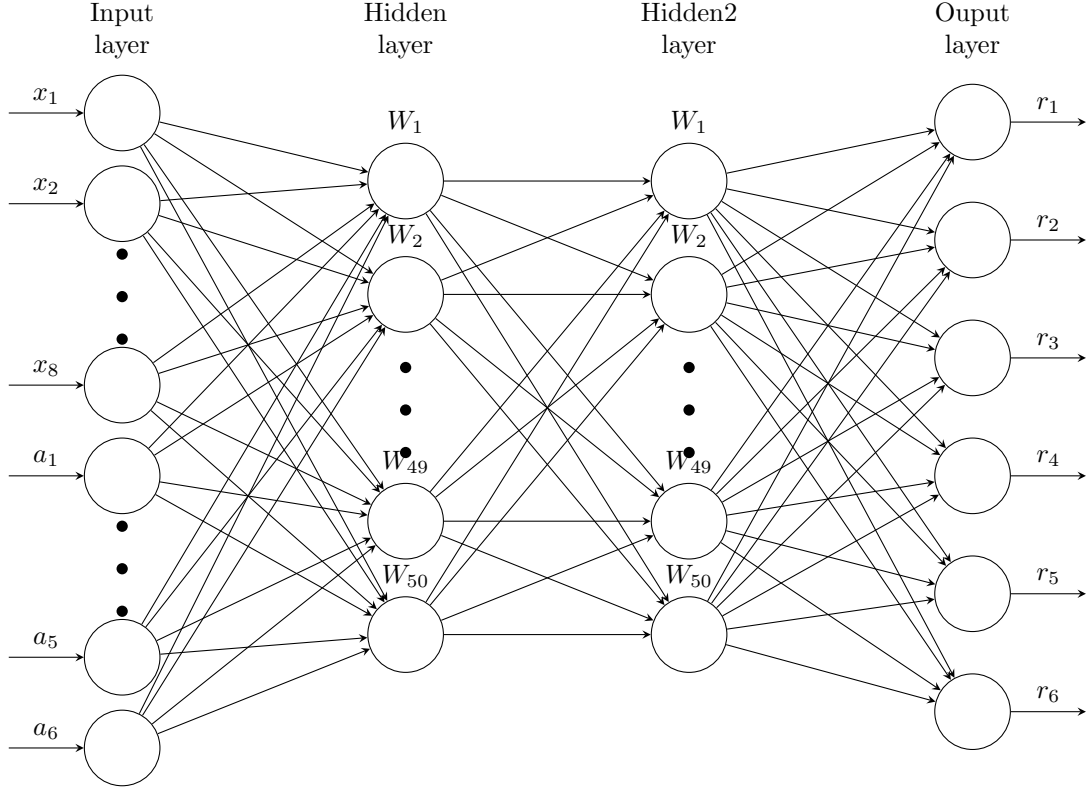 Input
layer
Hidden
layer
Hidden2
layer
Ouput
layer
x₁
x₂
x₈
a₁
a₅
a₆
W₁
W₂
W₄₉
W₅₀
W₁
W₂
W₄₉
W₅₀
r₁
r₂
r₃
r₄
r₅
r₆